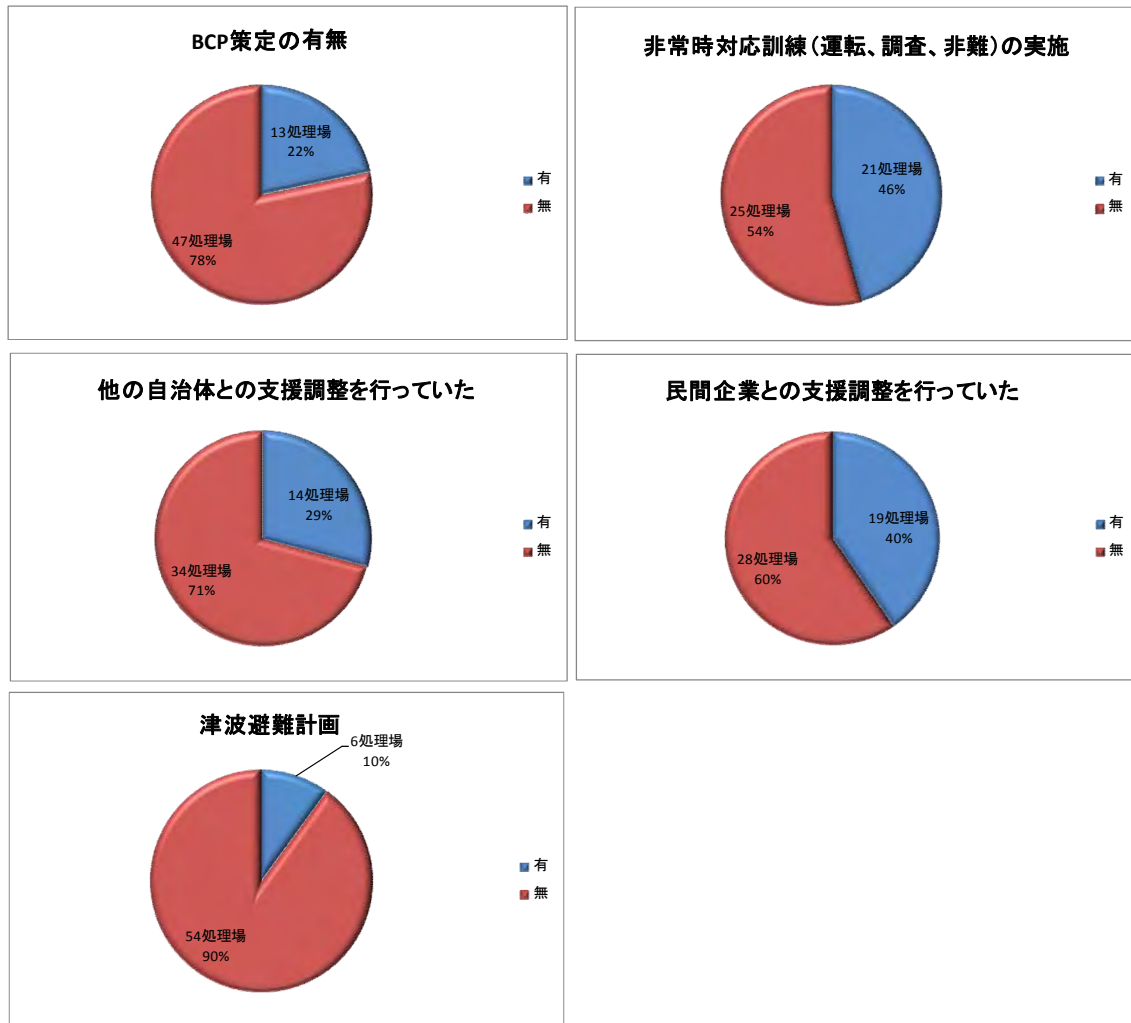 BCP策定の有無
13処理場
22%
47処理場
78%
有
無
非常時対応訓練（運転、調査、非難）の実施
21処理場
46%
25処理場
54%
有
無
他の自治体との支援調整を行っていた
14処理場
29%
34処理場
71%
有
無
民間企業との支援調整を行っていた
19処理場
40%
28処理場
60%
有
無
津波避難計画
6処理場
10%
54処理場
90%
有
無